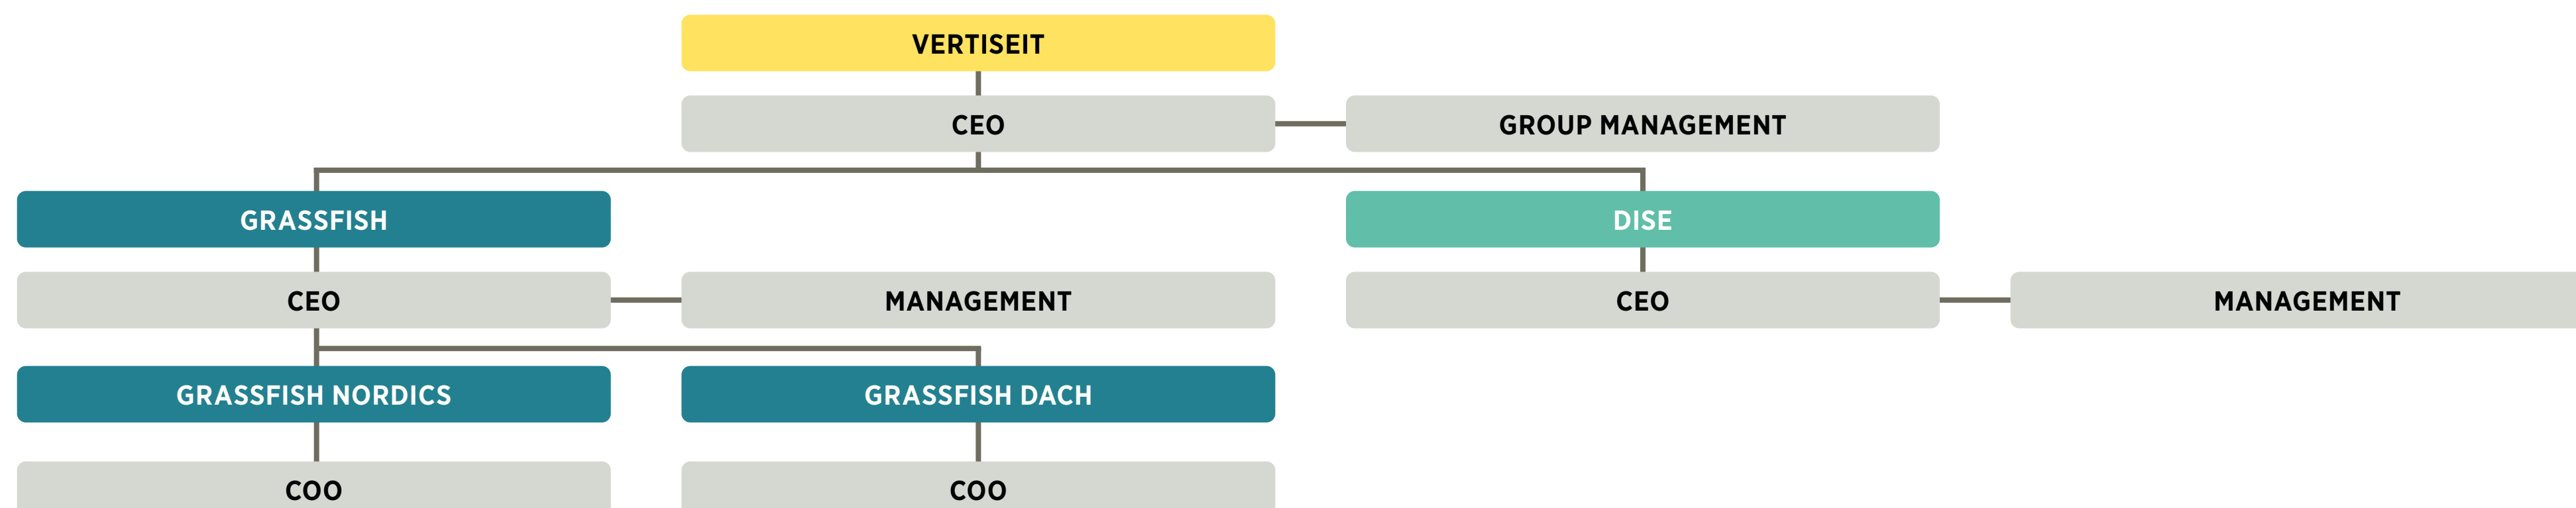 VERTISEIT
CEO
GROUP MANAGEMENT
GRASSFISH
DISE
CEO
MANAGEMENT
CEO
MANAGEMENT
GRASSFISH NORDICS
GRASSFISH DACH
COO
COO